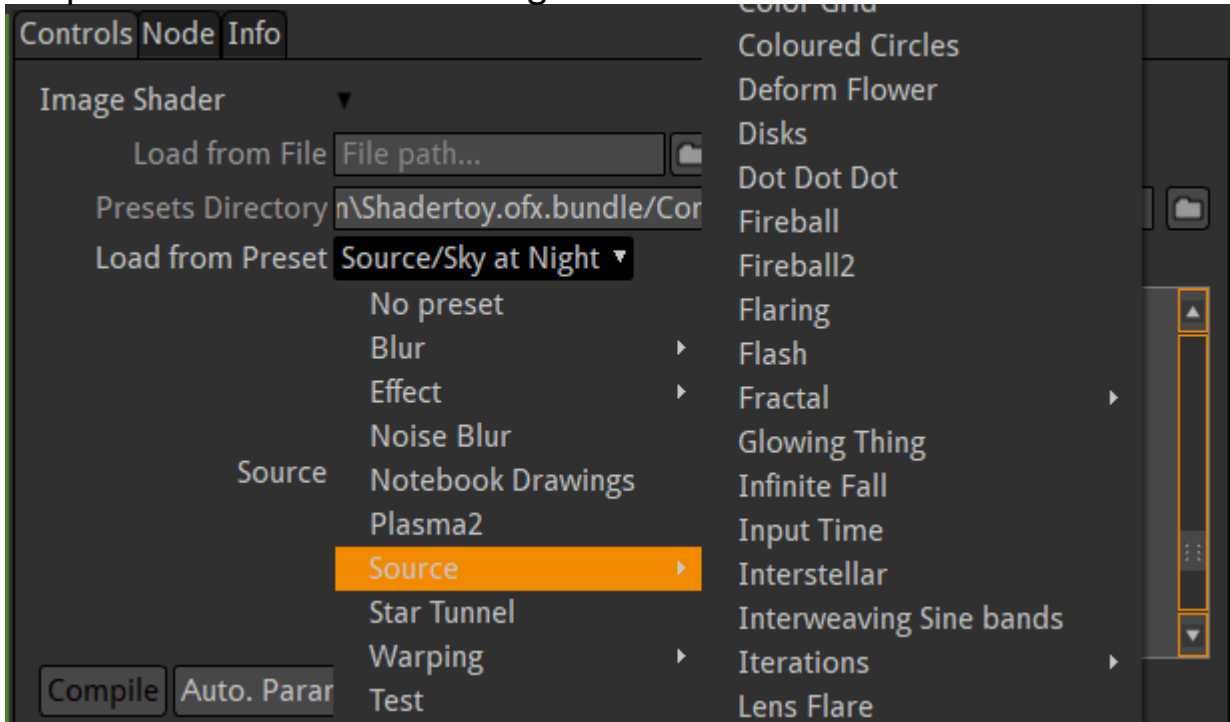 Controls Node Info
Image Shader
Load from File File path...
Presets Directory n\Shadertoy.ofx.bundle/Cor
Load from Preset Source/Sky at Night
No preset
Blur
Effect
Noise Blur
Source
Notebook Drawings
Plasma2
Source
Star Tunnel
Warping
Test
Compile Auto. Parar
Color Grid
Coloured Circles
Deform Flower
Disks
Dot Dot Dot
Fireball
Fireball2
Flaring
Flash
Fractal
Glowing Thing
Infinite Fall
Input Time
Interstellar
Interweaving Sine bands
Iterations
Lens Flare